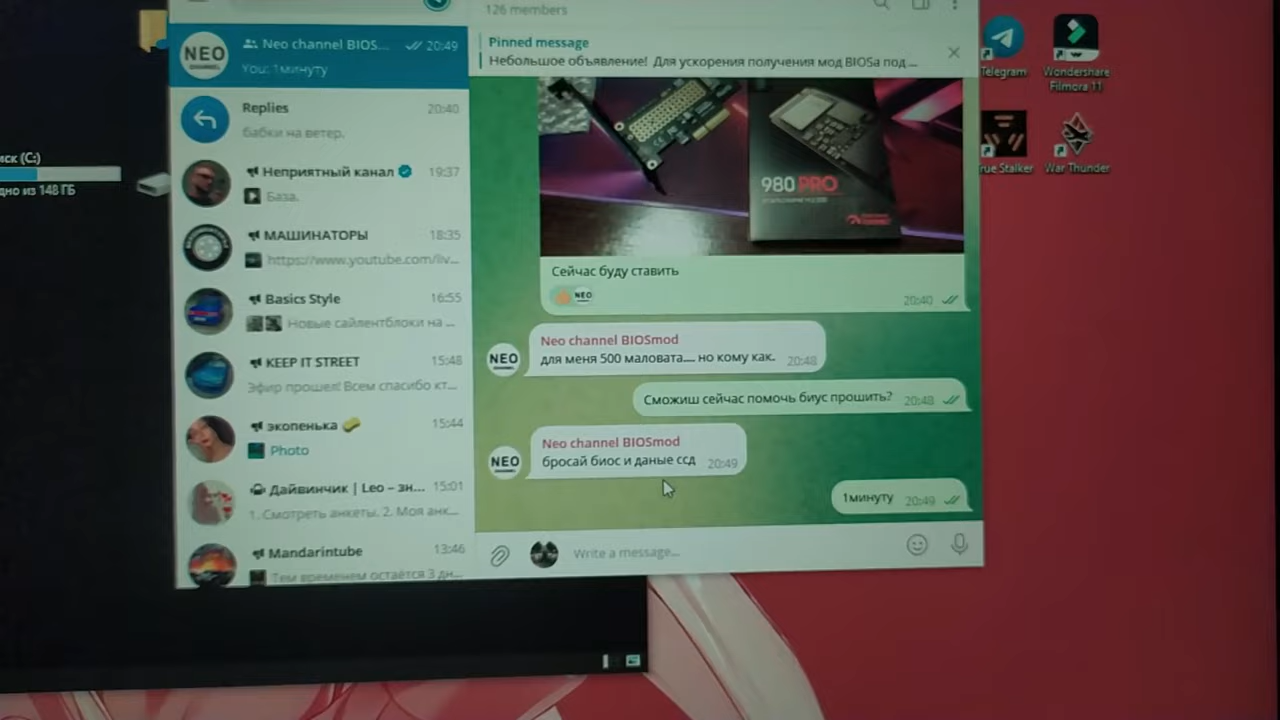 126 members
Pinned message
Небольшое объявление! Для ускорения получения мод BIOSа под ...
NEO
CHANNEL
Neo channel BIOS... 20:49
You: 1минуту
Replies 20:40
бабки на ветер.
Неприятный канал 19:37
База.
МАШИНАТОРЫ 18:35
https://www.youtube.com/liv...
Basics Style 16:55
Новые сайлентблоки на ...
KEEP IT STREET 15:48
Эфир прошел! Всем спасибо кт...
экопенька 15:44
Photo
Дайвинчик | Leo – зн... 15:01
1. Смотреть анкеты. 2. Моя анк...
Mandarintube 13:46
Тем временем остаётся 3 дн...
980 PRO
Сейчас буду ставить
NEO
20:40
NEO
Neo channel BIOSmod
для меня 500 маловата.... но кому как. 20:48
Сможиш сейчас помочь биус прошить? 20:48
NEO
Neo channel BIOSmod
бросай биос и даные ссд 20:49
1минуту 20:49
Write a message...
иск (C:)
дно из 148 ГБ
Telegram
Wondershare
Filmora 11
rue Stalker
War Thunder